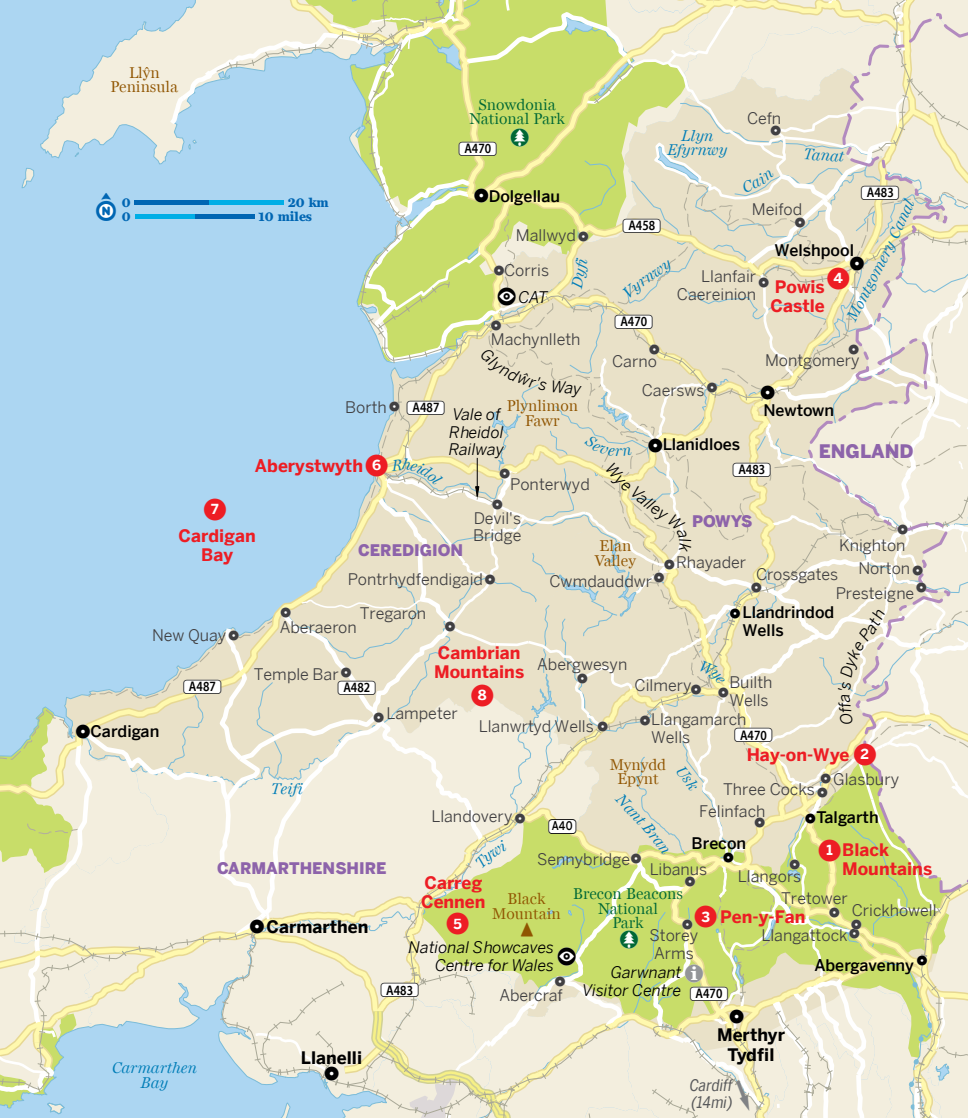 Llŷn
Peninsula
Snowdonia
National Park
A470
Dolgellau
0 20 km
0 10 miles
N
Cefn
Llyn
Efyrnwy
Tanat
Cain
A483
Meifod
Mallwyd
A458
Welshpool
Montgomery Canal
Corris
Dyfi
Vyrnwy
Llanfair
Caereinion
4
Powis
Castle
CAT
A470
Machynlleth
Carno
Montgomery
Glyndŵr's Way
Caersws
Newtown
Borth
A487
Vale of
Rheidol
Railway
Plynlimon
Fawr
Severn
Llanidloes
ENGLAND
Aberystwyth 6
Rheidol
Ponterwyd
Wye Valley Walk
A483
7
Cardigan
Bay
Devil's
Bridge
POWYS
CEREDIGION
Elan
Valley
Knighton
Rhayader
Norton
Pontrhydfendigaid
Cwmdauddwr
Crossgates
Presteigne
Aberaeron
Tregaron
Llandrindod
Wells
New Quay
Offa's Dyke Path
Cambrian
Mountains
8
Abergwesyn
Temple Bar
A487
A482
Wye
Cilmery
Builth
Wells
Lampeter
Llanwrtyd Wells
Llangamarch
Wells
A470
Cardigan
Hay-on-Wye 2
Mynydd
Epynt
Usk
Glasbury
Three Cocks
Teifi
Nant Bran
Felinfach
Talgarth
Llandovery
A40
Tywi
Brecon
1 Black
Mountains
Sennybridge
Libanus
Llangors
CARMARTHENSHIRE
Carreg
Cennen
5
Black
Mountain
Brecon Beacons
National
Park
Tretower
Crickhowell
3 Pen-y-Fan
Carmarthen
Storey
Arms
Llangattock
National Showcaves
Centre for Wales
Abergavenny
Garwnant
Visitor Centre
i
Abercraf
A483
A470
Merthyr
Tydfil
Llanelli
Carmarthen
Bay
Cardiff
(14mi)